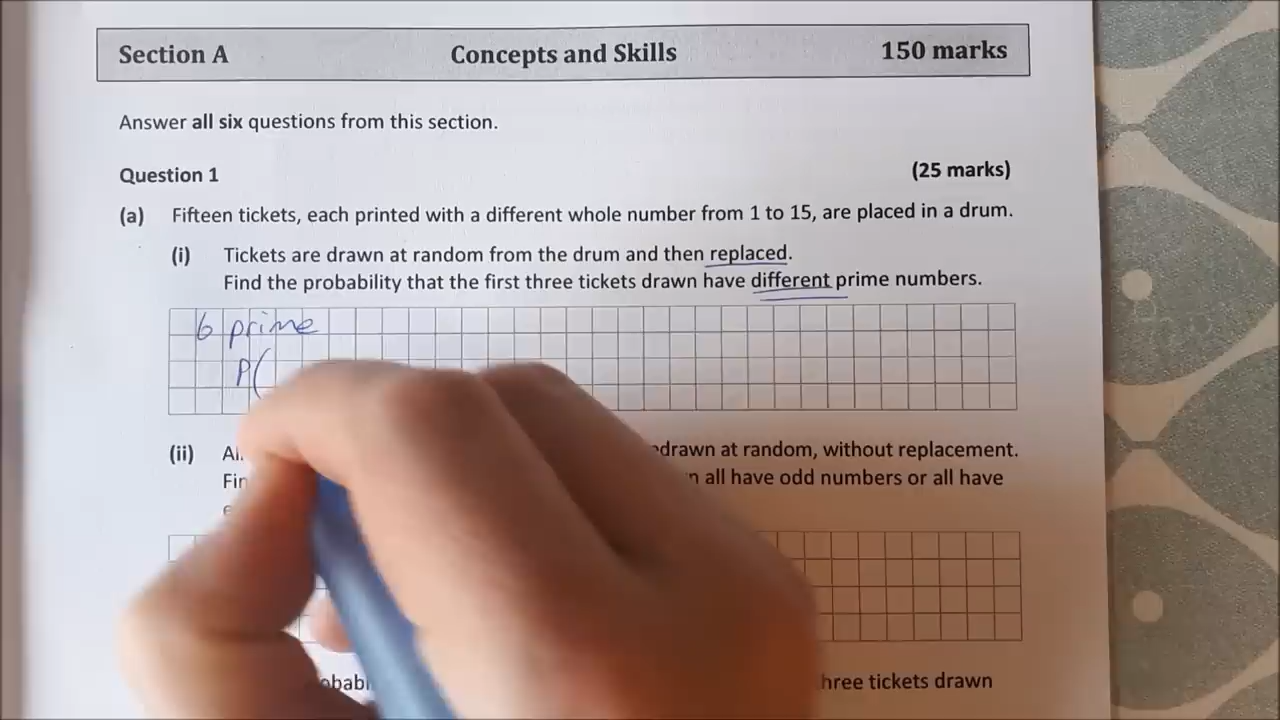 Section A Concepts and Skills 150 marks
Answer all six questions from this section.
Question 1 (25 marks)
(a) Fifteen tickets, each printed with a different whole number from 1 to 15, are placed in a drum.
(i) Tickets are drawn at random from the drum and then replaced.
Find the probability that the first three tickets drawn have different prime numbers.
6 prime
P(
(ii) drawn at random, without replacement.
all have odd numbers or all have
tickets drawn